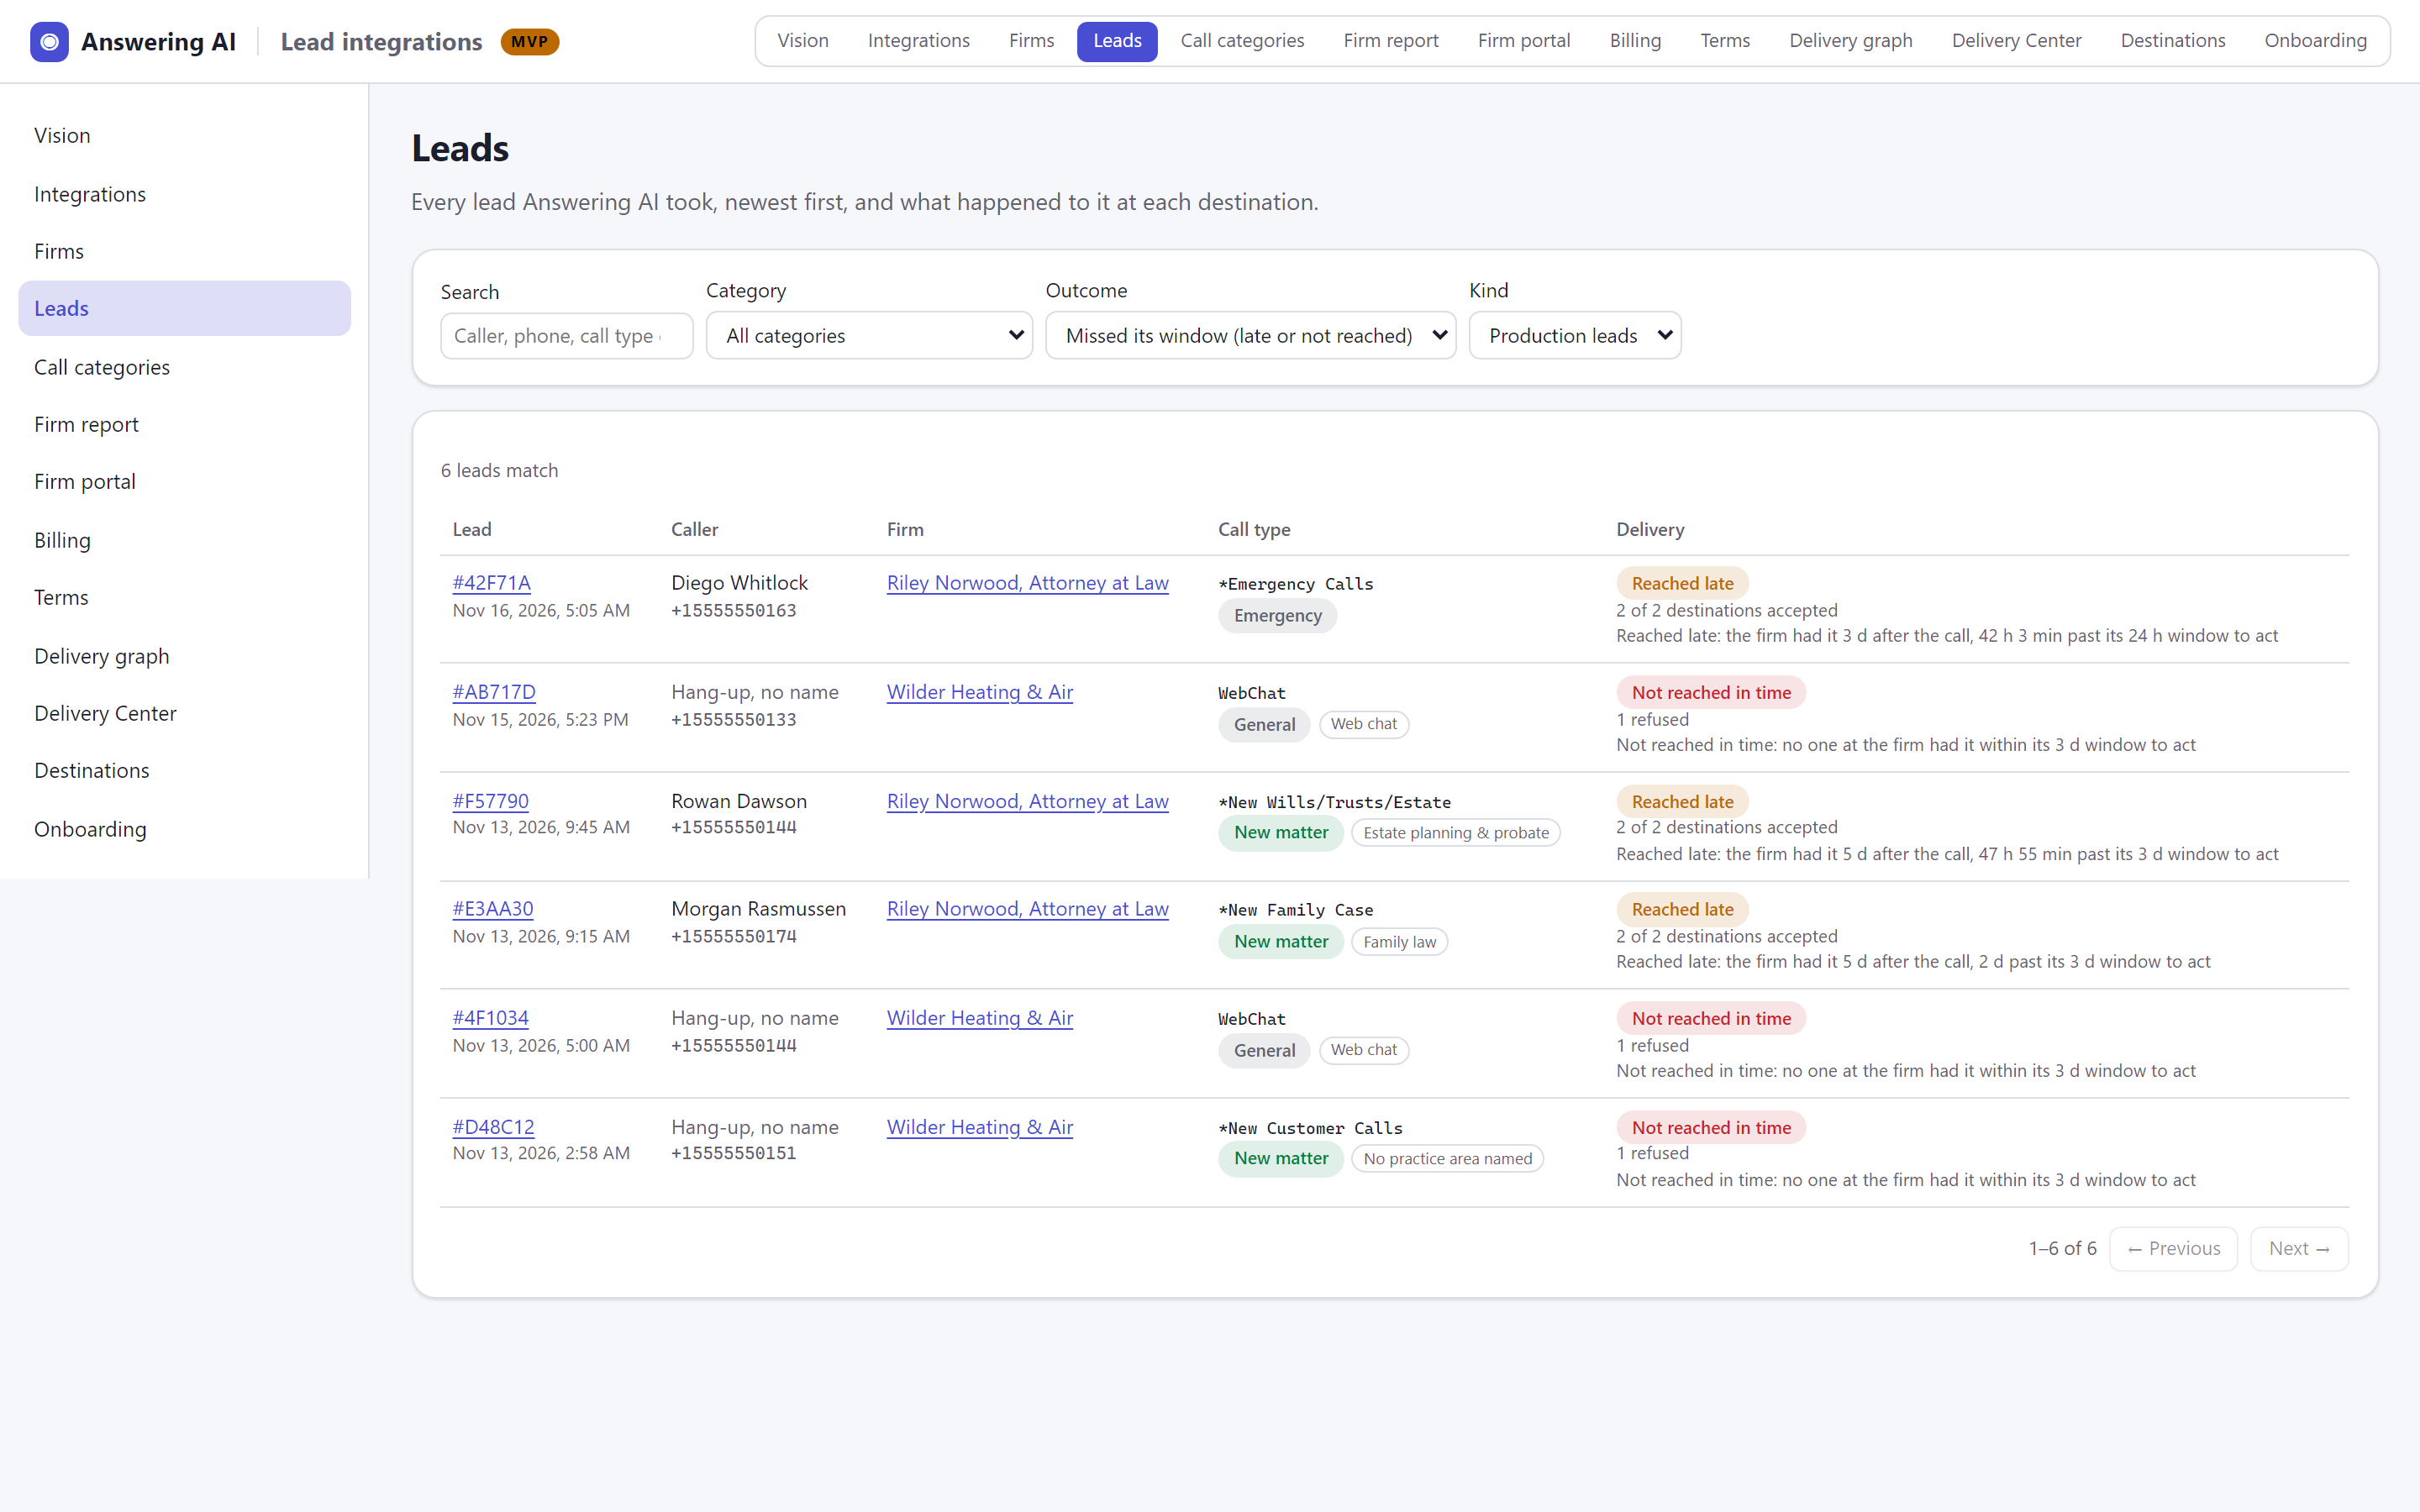 Answering AI
Lead integrations
MVP
Vision
Integrations
Firms
Leads
Call categories
Firm report
Firm portal
Billing
Terms
Delivery graph
Delivery Center
Destinations
Onboarding
Vision
Integrations
Firms
Leads
Call categories
Firm report
Firm portal
Billing
Terms
Delivery graph
Delivery Center
Destinations
Onboarding
Leads
Every lead Answering AI took, newest first, and what happened to it at each destination.
Search
Caller, phone, call type
Category
All categories
Outcome
Missed its window (late or not reached)
Kind
Production leads
6 leads match
Lead Caller Firm Call type Delivery
#42F71A
Nov 16, 2026, 5:05 AM
Diego Whitlock
+15555550163
Riley Norwood, Attorney at Law
*Emergency Calls
Emergency
Reached late
2 of 2 destinations accepted
Reached late: the firm had it 3 d after the call, 42 h 3 min past its 24 h window to act
#AB717D
Nov 15, 2026, 5:23 PM
Hang-up, no name
+15555550133
Wilder Heating & Air
WebChat
General Web chat
Not reached in time
1 refused
Not reached in time: no one at the firm had it within its 3 d window to act
#F57790
Nov 13, 2026, 9:45 AM
Rowan Dawson
+15555550144
Riley Norwood, Attorney at Law
*New Wills/Trusts/Estate
New matter Estate planning & probate
Reached late
2 of 2 destinations accepted
Reached late: the firm had it 5 d after the call, 47 h 55 min past its 3 d window to act
#E3AA30
Nov 13, 2026, 9:15 AM
Morgan Rasmussen
+15555550174
Riley Norwood, Attorney at Law
*New Family Case
New matter Family law
Reached late
2 of 2 destinations accepted
Reached late: the firm had it 5 d after the call, 2 d past its 3 d window to act
#4F1034
Nov 13, 2026, 5:00 AM
Hang-up, no name
+15555550144
Wilder Heating & Air
WebChat
General Web chat
Not reached in time
1 refused
Not reached in time: no one at the firm had it within its 3 d window to act
#D48C12
Nov 13, 2026, 2:58 AM
Hang-up, no name
+15555550151
Wilder Heating & Air
*New Customer Calls
New matter No practice area named
Not reached in time
1 refused
Not reached in time: no one at the firm had it within its 3 d window to act
1–6 of 6
← Previous
Next →